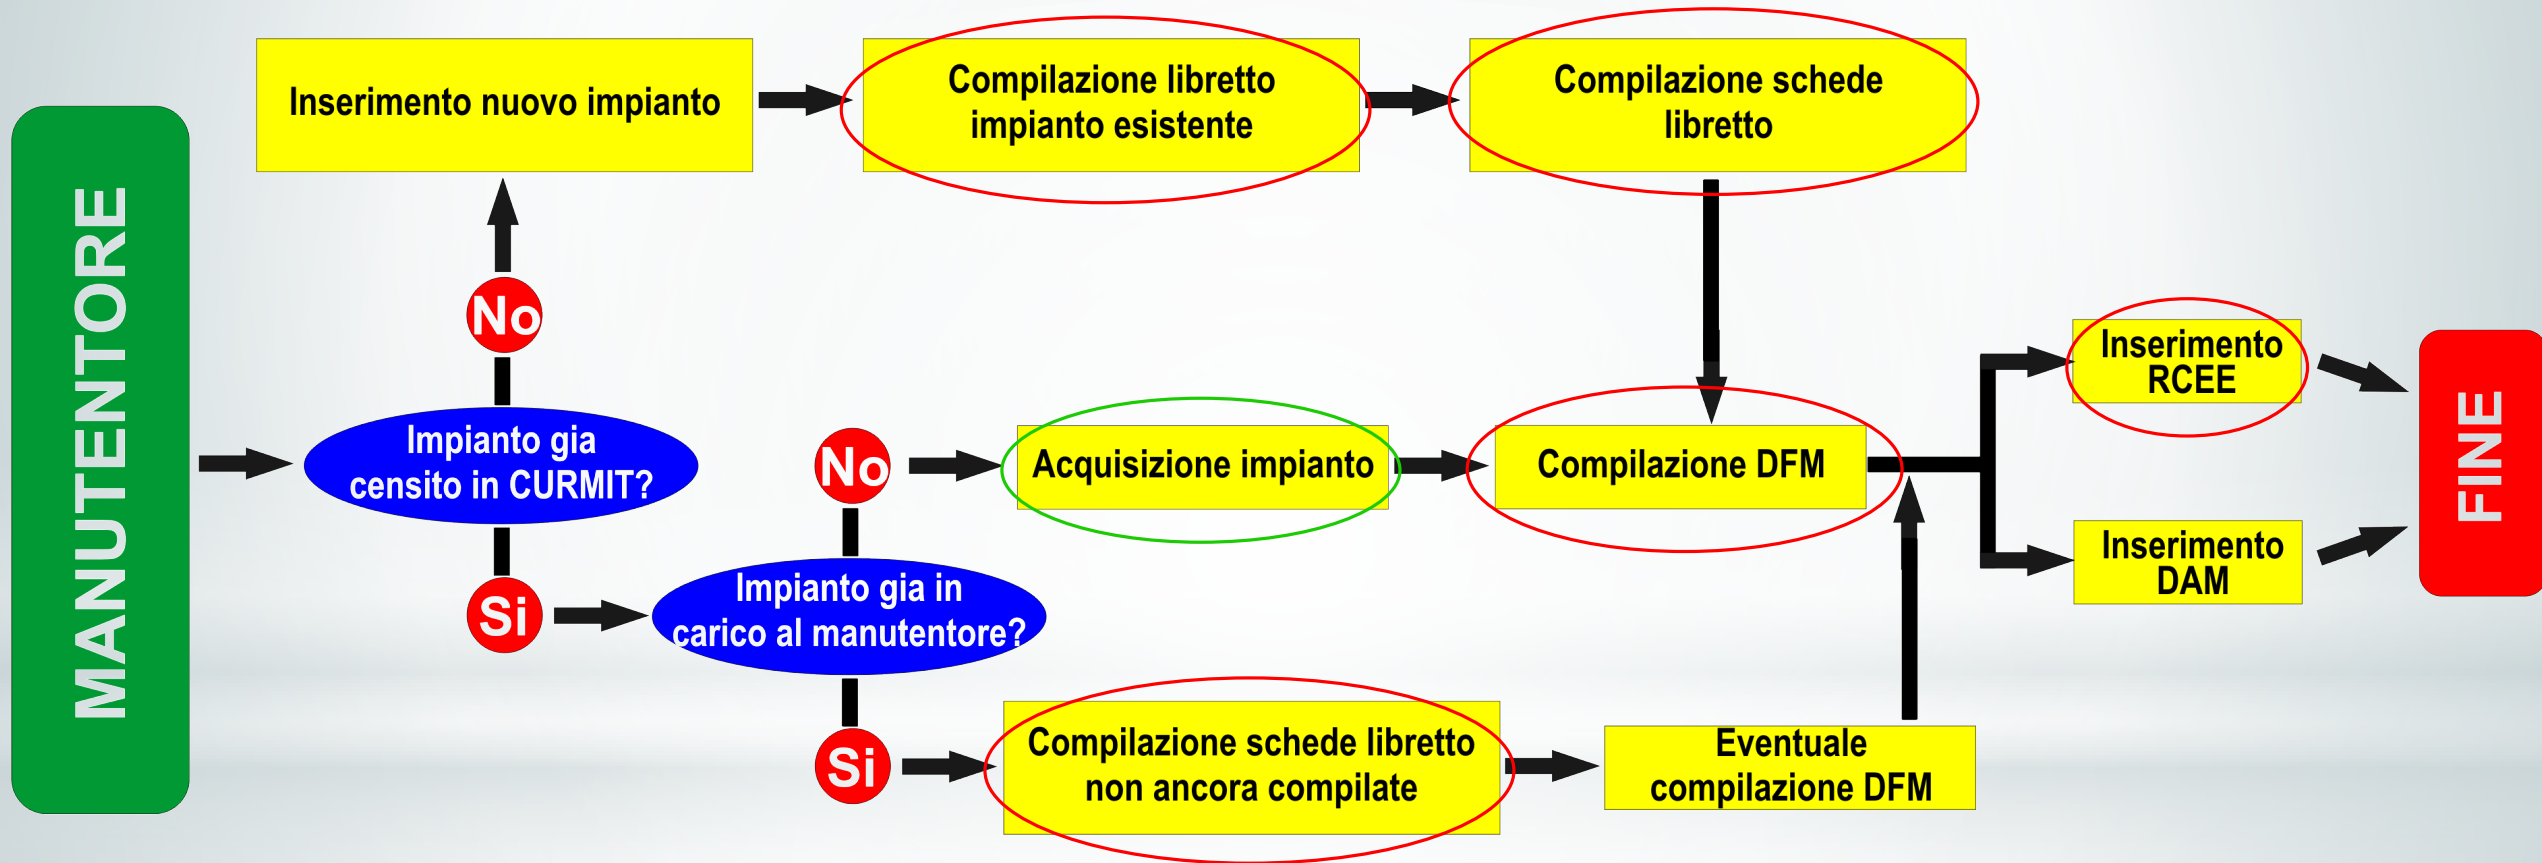 MANUTENTORE
Inserimento nuovo impianto
Compilazione libretto
impianto esistente
Compilazione schede
libretto
No
Impianto gia
censito in CURMIT?
Si
No
Impianto gia in
carico al manutentore?
Si
Acquisizione impianto
Compilazione DFM
Compilazione schede libretto
non ancora compilate
Eventuale
compilazione DFM
Inserimento
RCEE
Inserimento
DAM
FINE